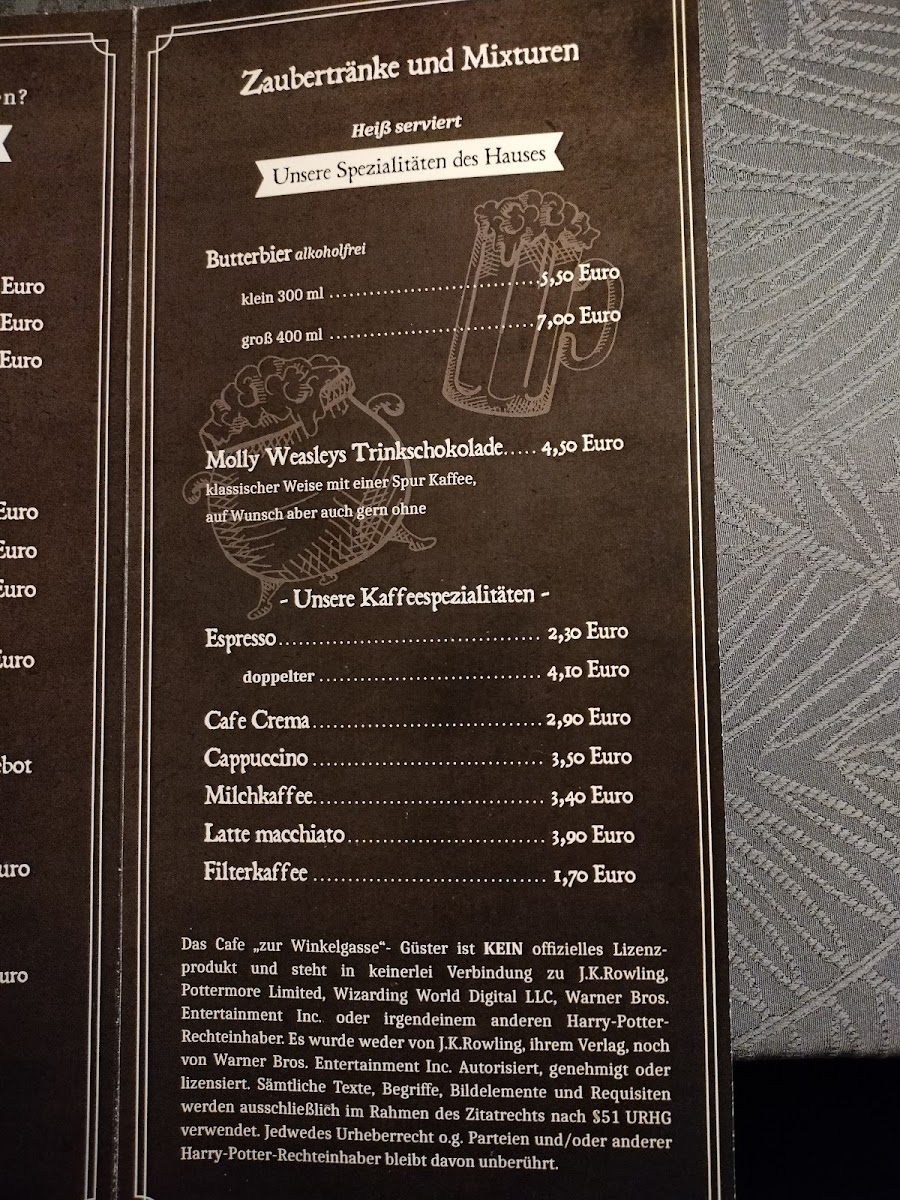 n?
Euro
Euro
Euro
Euro
Euro
Euro
Euro
ebot
uro
uro
Zaubertränke und Mixturen
Heiß serviert
Unsere Spezialitäten des Hauses
Butterbier alkoholfrei
klein 300 ml ........................................ 5,50 Euro
groß 400 ml ........................................ 7,00 Euro
Molly Weasleys Trinkschokolade..... 4,50 Euro
klassischer Weise mit einer Spur Kaffee,
auf Wunsch aber auch gern ohne
- Unsere Kaffeespezialitäten -
Espresso........................................ 2,30 Euro
doppelter .................................. 4,10 Euro
Cafe Crema................................... 2,90 Euro
Cappuccino ................................... 3,50 Euro
Milchkaffee................................... 3,40 Euro
Latte macchiato.............................. 3,90 Euro
Filterkaffee ................................... 1,70 Euro
Das Cafe „zur Winkelgasse“- Güster ist KEIN offizielles Lizenz-
produkt und steht in keinerlei Verbindung zu J.K.Rowling,
Pottermore Limited, Wizarding World Digital LLC, Warner Bros.
Entertainment Inc. oder irgendeinem anderen Harry-Potter-
Rechteinhaber. Es wurde weder von J.K.Rowling, ihrem Verlag, noch
von Warner Bros. Entertainment Inc. Autorisiert, genehmigt oder
lizensiert. Sämtliche Texte, Begriffe, Bildelemente und Requisiten
werden ausschließlich im Rahmen des Zitatrechts nach §51 URHG
verwendet. Jedwedes Urheberrecht o.g. Parteien und/oder anderer
Harry-Potter-Rechteinhaber bleibt davon unberührt.